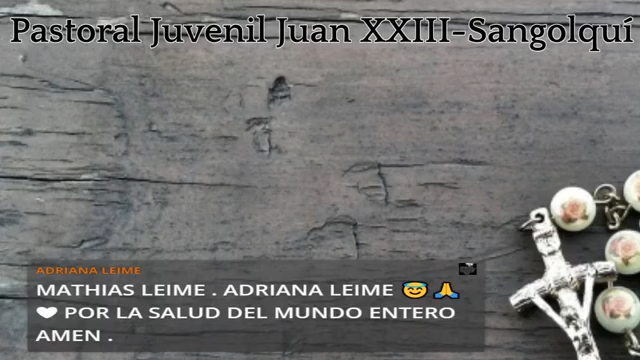 Pastoral Juvenil Juan XXIII-Sangolquí
ADRIANA LEIME
MATHIAS LEIME . ADRIANA LEIME 😇 🙏
❤ POR LA SALUD DEL MUNDO ENTERO
AMEN .